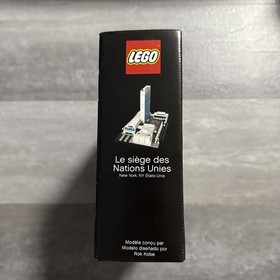 LEGO
Le siège des
Nations Unies
New York, NY États-Unis
Modèle conçu par
Modelo diseñado por
Rok Kobe